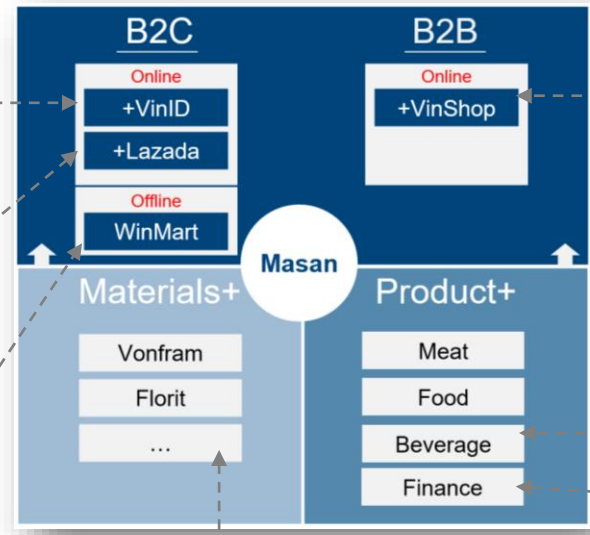 B2C
Online
+VinID
+Lazada
Offline
WinMart
B2B
Online
+VinShop
Masan
Materials+
Vonfram
Florit
...
Product+
Meat
Food
Beverage
Finance